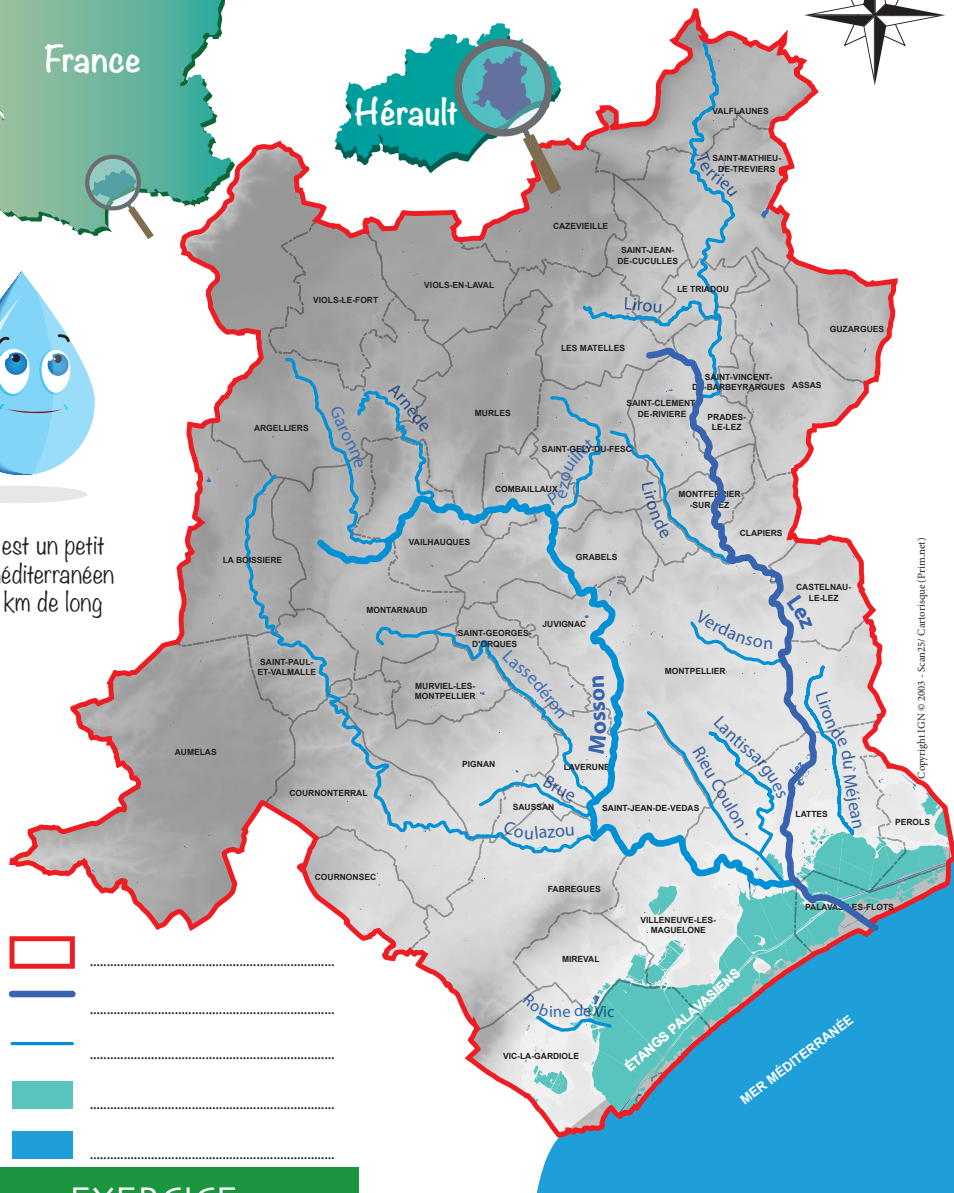 France
Hérault
VALFLAUNES
Terrieu
SAINT-MATHIEU-
DE-TREVIERS
CAZEVIEILLE
SAINT-JEAN-
DE-CUCULLES
VIOLS-EN-LAVAL
LE TRIADOU
VIOLS-LE-FORT
Lirou
GUZARGUES
LES MATELLES
SAINT-VINCENT-
DE-BARBEYRARGUES
ASSAS
Arnède
SAINT-CLEMENT
DE-RIVIERE
MURLES
PRADES-
LE-LEZ
ARGELLIERS
Garonne
SAINT-GELY-DU-FESC
Pézouillet
COMBAILLAUX
Lironde
MONTFERRIER
-SUR-LEZ
CLAPIERS
est un petit
méditerranéen
km de long
VAILHAUQUES
LA BOISSIERE
GRABELS
CASTELNAU-
LE-LEZ
MONTARNAUD
Lez
JUVIGNAC
Verdanson
SAINT-GEORGES-
D'ORQUES
SAINT-PAUL-
ET-VALMALLE
Lassedéron
MONTPELLIER
MURVIEL-LES-
MONTPELLIER
Mosson
Lironde du Méjean
AUMELAS
Lantissargues
Rieu Coulon
PIGNAN
LAVERUNE
Lez
COURNONTERRAL
Brue
SAUSSAN
SAINT-JEAN-DE-VEDAS
LATTES
PEROLS
Coulazou
COURNONSEC
FABREGUES
PALAVAS-LES-FLOTS
VILLENEUVE-LES-
MAGUELONE
MIREVAL
Robine de Vic
ÉTANGS PALAVASIENS
VIC-LA-GARDIOLE
MER MÉDITERRANÉE
Copyright IGN © 2003 - Scan25/ Cartorisque (Prim.net)
EXERCICE